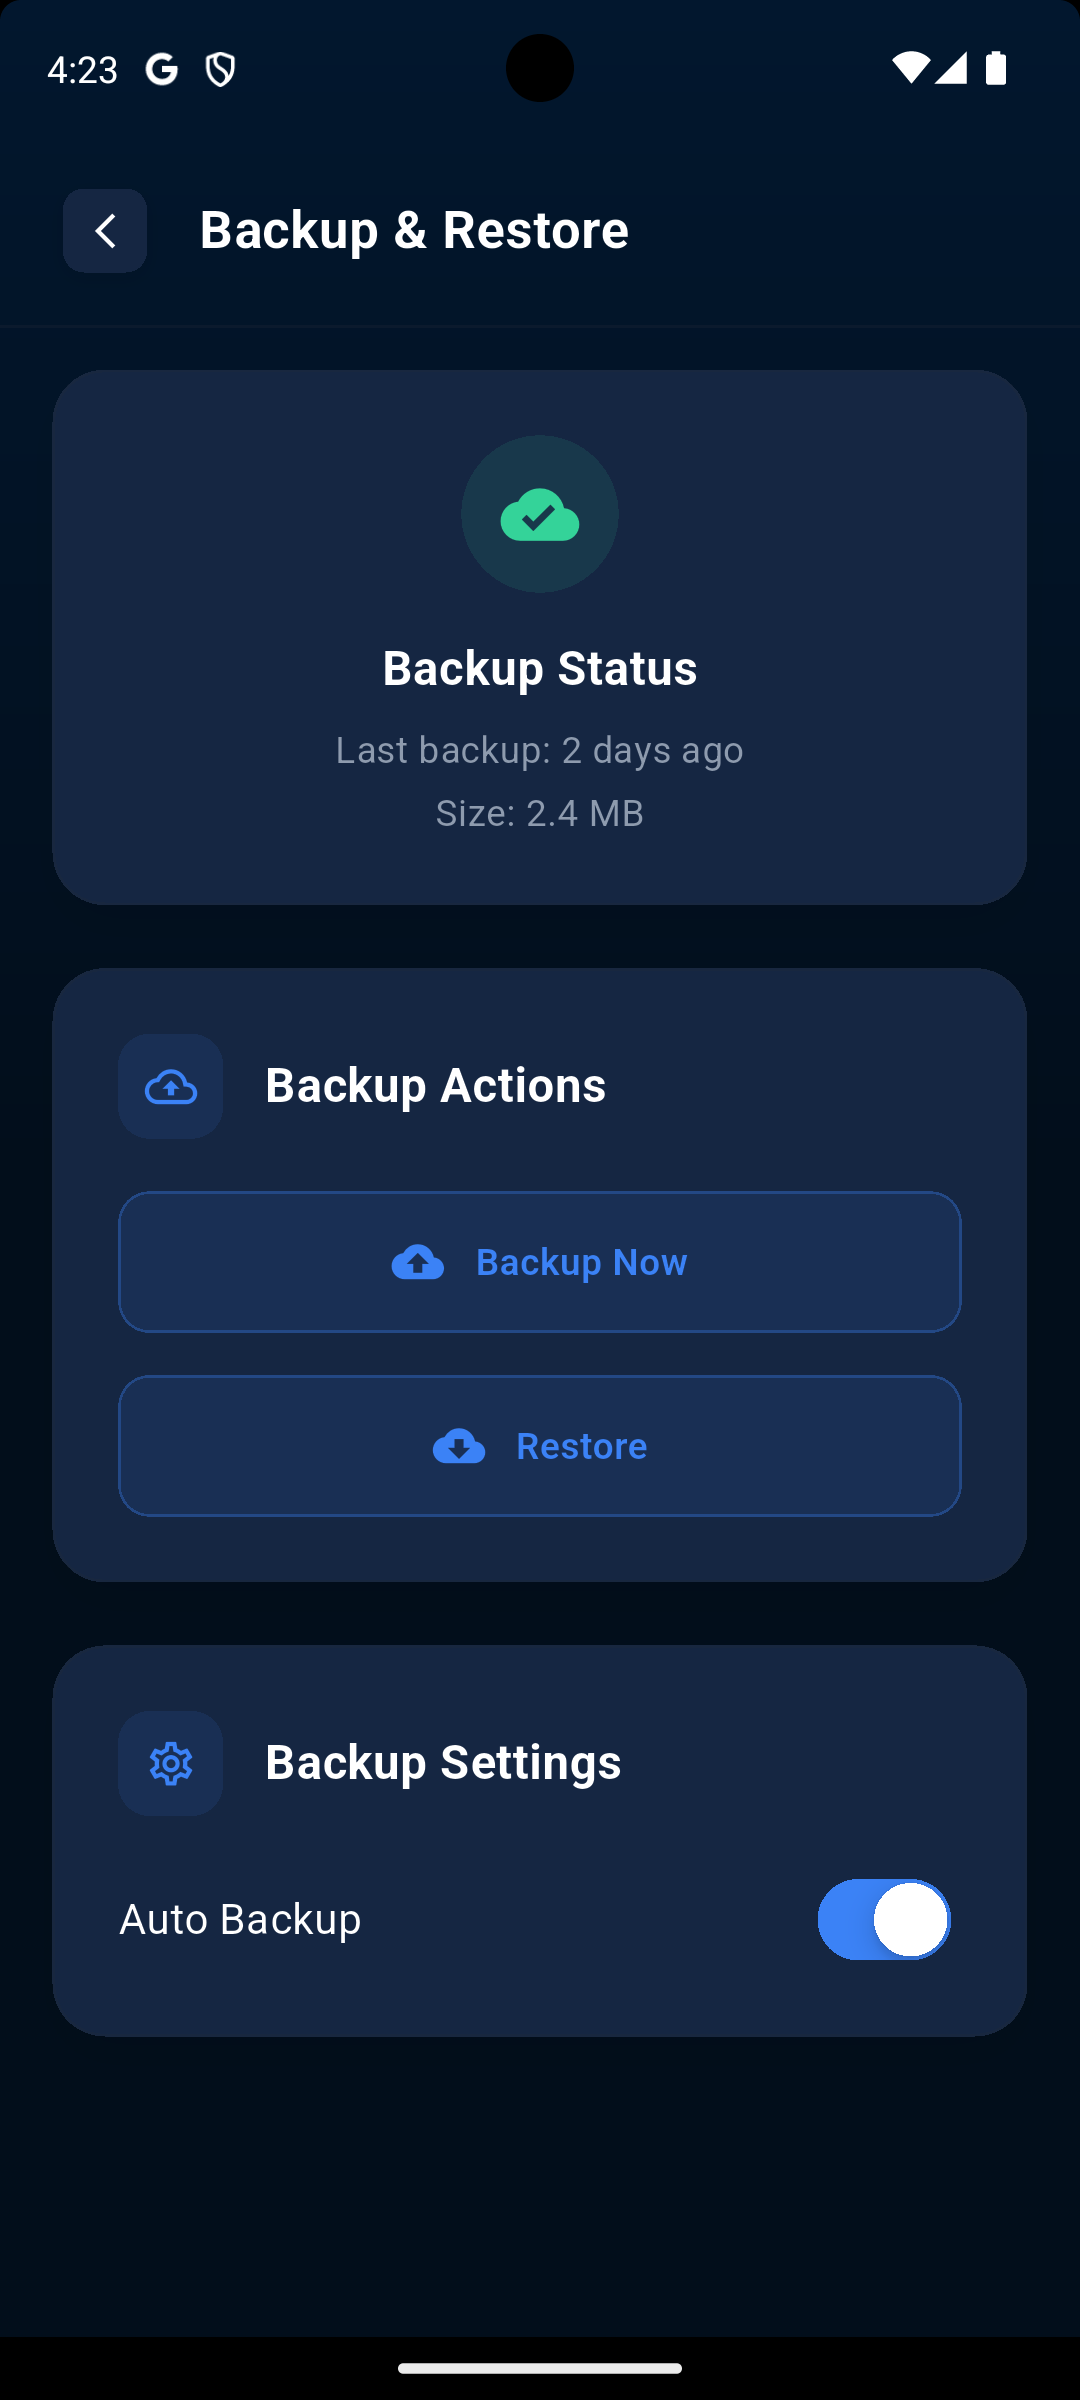 4:23
Backup & Restore
Backup Status
Last backup: 2 days ago
Size: 2.4 MB
Backup Actions
Backup Now
Restore
Backup Settings
Auto Backup